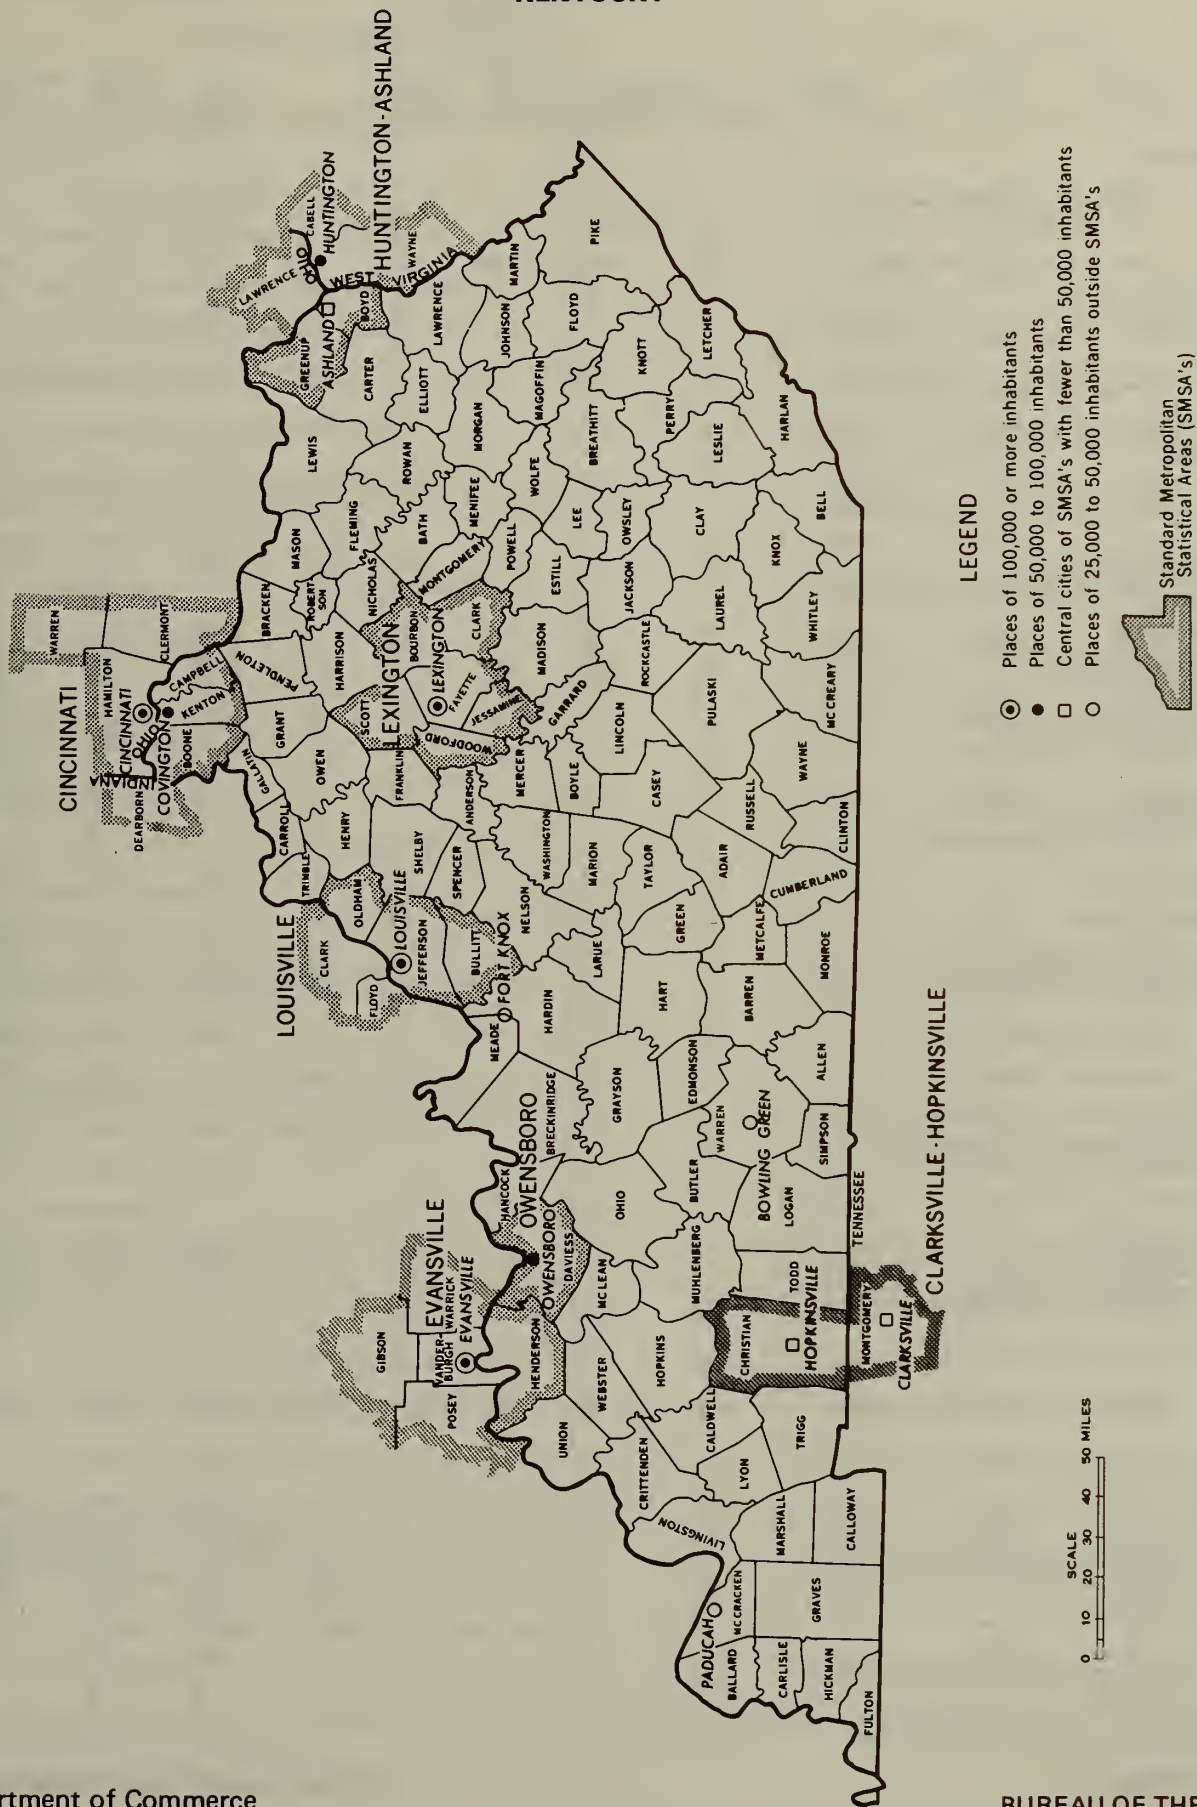 CINCINNATI
WARREN
CLERMONT
HAMILTON
CINCINNATI
OHIO
INDIANA
DEARBORN
COVINGTON
BOONE
KENTON
CAMPBELL
HUNTINGTON-ASHLAND
LAWRENCE
OHIO
CABELL
HUNTINGTON
WAYNE
WEST VIRGINIA
GREENUP
ASHLAND
BOYD
LOUISVILLE
CLARK
FLOYD
LOUISVILLE
JEFFERSON
OLDHAM
BULLITT
FORT KNOX
LEXINGTON
LEXINGTON
SCOTT
BOURBON
FAYETTE
CLARK
JESSAMINE
WOODFORD
GALLATIN
CARROLL
TRIMBLE
OWEN
GRANT
PENDLETON
BRACKEN
MASON
LEWIS
ROBERT
SON
HARRISON
NICHOLAS
FLEMING
ROWAN
CARTER
ELLIOTT
LAWRENCE
MARTIN
JOHNSON
MORGAN
MAGOFFIN
FLOYD
PIKE
HENRY
SHELBY
FRANKLIN
ANDERSON
SPENCER
NELSON
WASHINGTON
MERCER
BOYLE
GARRARD
MADISON
MONTGOMERY
BATH
MENIFEE
POWELL
WOLFE
ESTILL
LEE
BREATHITT
KNOTT
LETCHER
PERRY
OWSLEY
JACKSON
ROCKCASTLE
LINCOLN
CASEY
MARION
TAYLOR
LARUE
GREEN
ADAIR
RUSSELL
PULASKI
LAUREL
CLAY
LESLIE
HARLAN
BELL
KNOX
WHITLEY
MC CREARY
WAYNE
CLINTON
CUMBERLAND
METCALFE
MONROE
BARREN
HART
HARDIN
MEADE
BRECKINRIDGE
GRAYSON
EDMONSON
ALLEN
WARREN
BOWLING GREEN
SIMPSON
LOGAN
BUTLER
OHIO
HANCOCK
OWENSBORO
OWENSBORO
DAVIESS
MC LEAN
MUHLENBERG
TODD
EVANSVILLE
GIBSON
VANDER-
BURGH
WARRICK
EVANSVILLE
POSEY
HENDERSON
WEBSTER
HOPKINS
UNION
CRITTENDEN
CALDWELL
LYON
TRIGG
CHRISTIAN
HOPKINSVILLE
MONTGOMERY
CLARKSVILLE
CLARKSVILLE-HOPKINSVILLE
TENNESSEE
LIVINGSTON
MARSHALL
CALLOWAY
PADUCAH
MC CRACKEN
GRAVES
BALLARD
CARLISLE
HICKMAN
FULTON
LEGEND
Places of 100,000 or more inhabitants
Places of 50,000 to 100,000 inhabitants
Central cities of SMSA's with fewer than 50,000 inhabitants
Places of 25,000 to 50,000 inhabitants outside SMSA's
Standard Metropolitan
Statistical Areas (SMSA's)
SCALE
0 10 20 30 40 50 MILES
rtment of Commerce
BUREAU OF THE